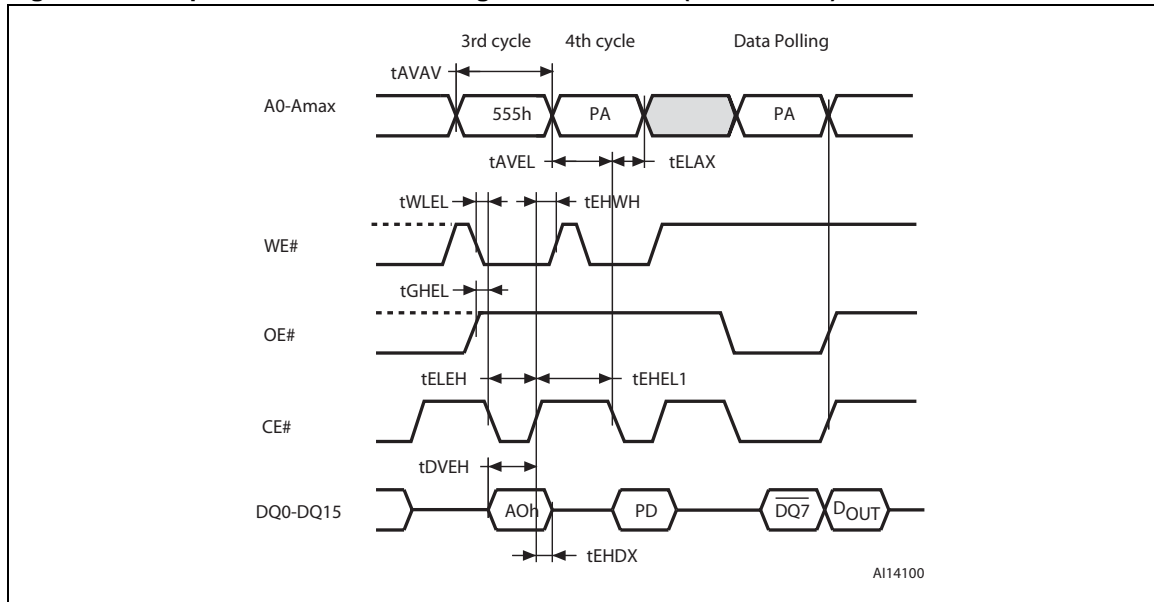 3rd cycle 4th cycle Data Polling
tAVAV
A0-Amax 555h PA PA
tAVEL tELAX
tWLEL tEHWH
WE#
tGHEL
OE#
tELEH tEHEL1
CE#
tDVEH
DQ0-DQ15 AOh PD DQ7 DOUT
tEHDX
AI14100